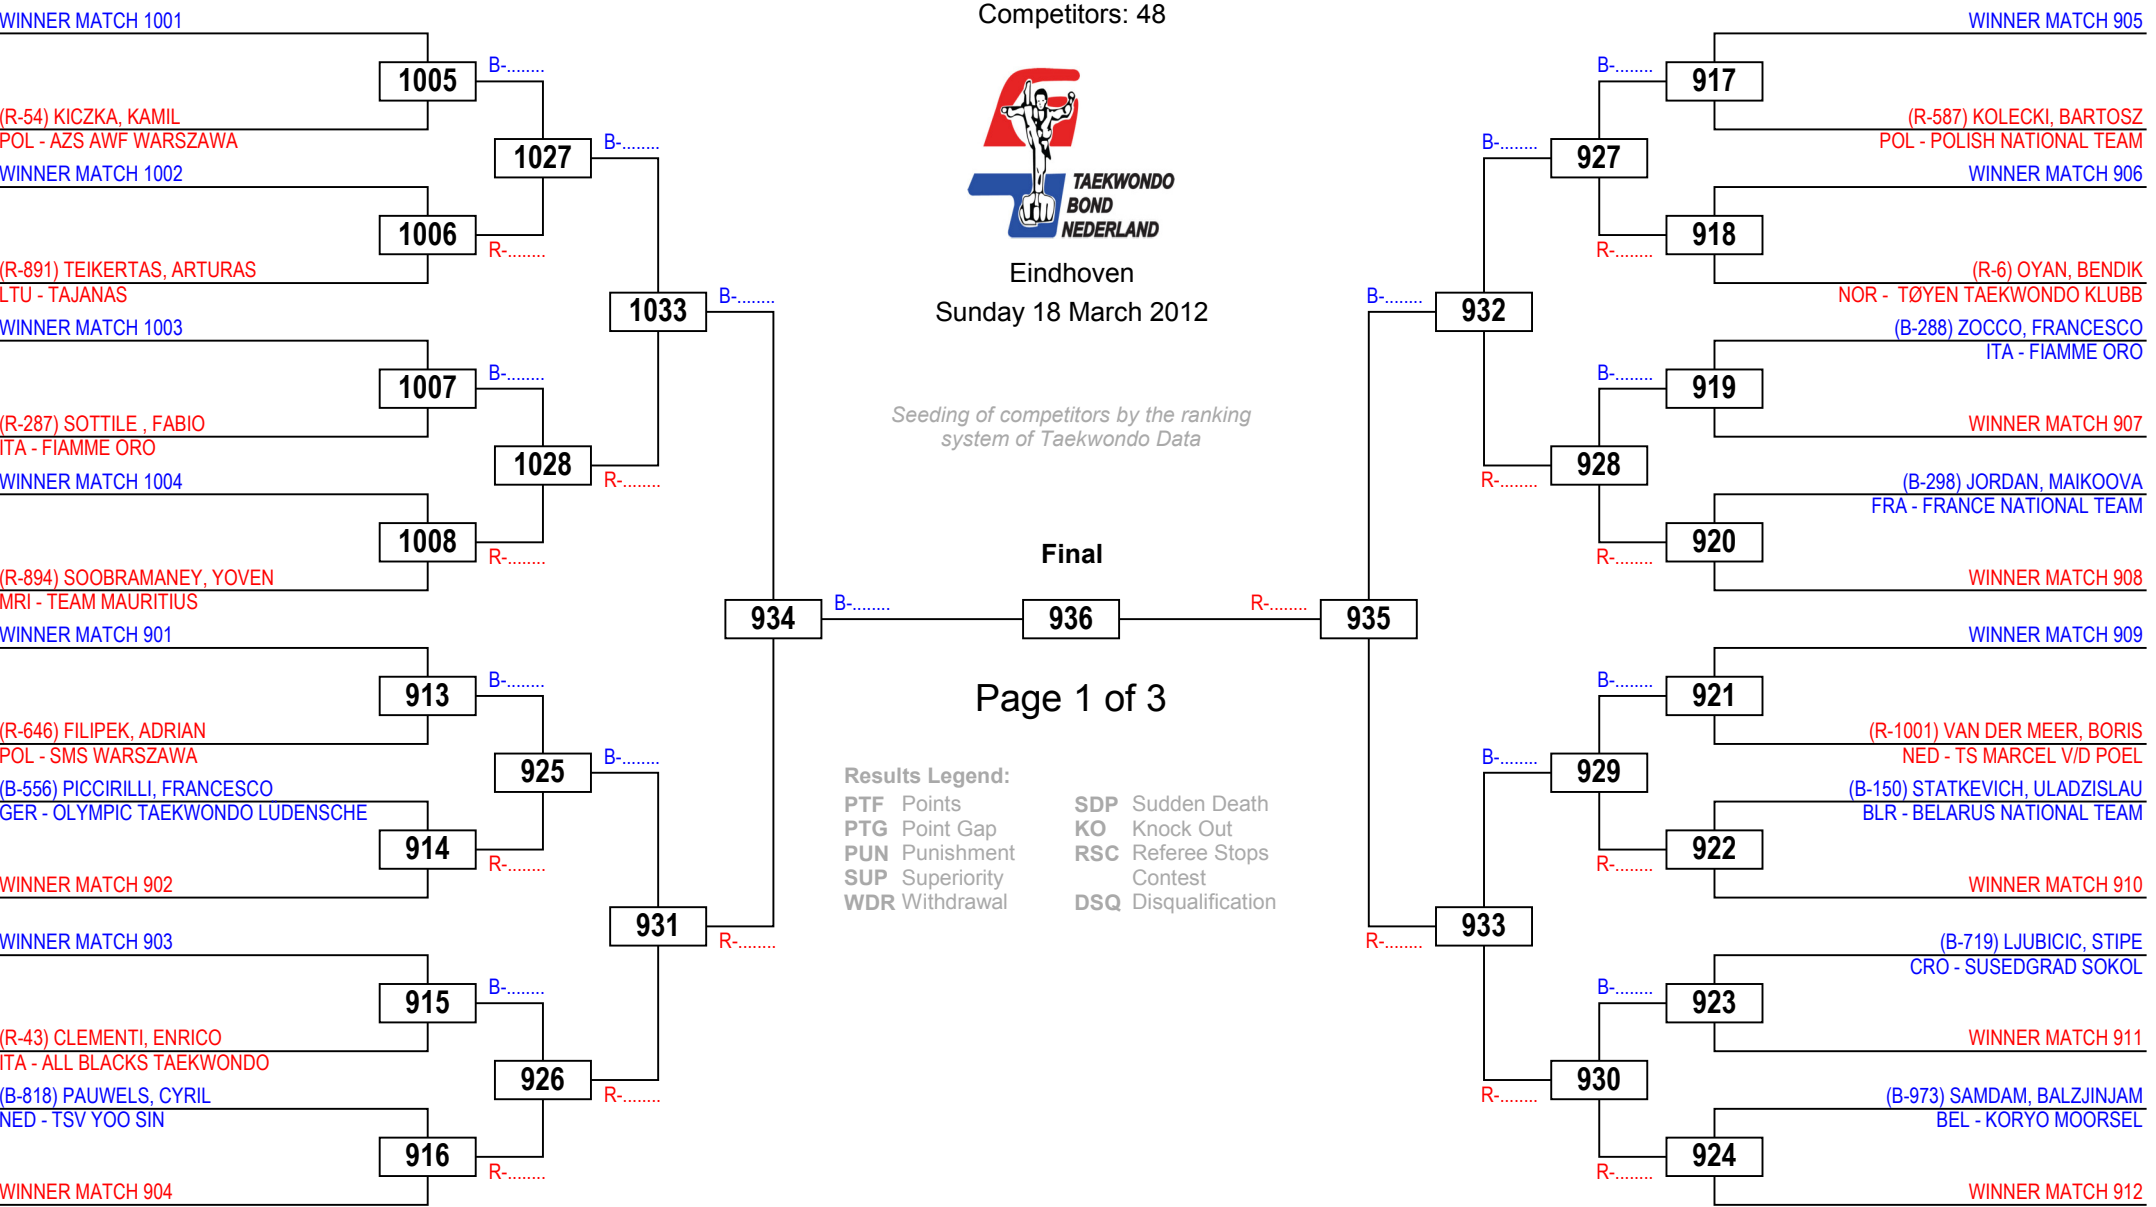 WINNER MATCH 1001
1005
B-........
(R-54) KICZKA, KAMIL
POL - AZS AWF WARSZAWA
1027
B-........
WINNER MATCH 1002
1006
R-........
(R-891) TEIKERTAS, ARTURAS
LTU - TAJANAS
1033
B-........
WINNER MATCH 1003
1007
B-........
(R-287) SOTTILE , FABIO
ITA - FIAMME ORO
1028
R-........
WINNER MATCH 1004
1008
R-........
(R-894) SOOBRAMANEY, YOVEN
MRI - TEAM MAURITIUS
934
B-........
WINNER MATCH 901
913
B-........
(R-646) FILIPEK, ADRIAN
POL - SMS WARSZAWA
925
B-........
(B-556) PICCIRILLI, FRANCESCO
GER - OLYMPIC TAEKWONDO LÜDENSCHE
914
R-........
WINNER MATCH 902
931
R-........
WINNER MATCH 903
915
B-........
(R-43) CLEMENTI, ENRICO
ITA - ALL BLACKS TAEKWONDO
926
R-........
(B-818) PAUWELS, CYRIL
NED - TSV YOO SIN
916
R-........
WINNER MATCH 904
Competitors: 48
TAEKWONDO
BOND
NEDERLAND
Eindhoven
Sunday 18 March 2012
Seeding of competitors by the ranking
system of Taekwondo Data
Final
936
Page 1 of 3
Results Legend:
PTF Points
PTG Point Gap
PUN Punishment
SUP Superiority
WDR Withdrawal
SDP Sudden Death
KO Knock Out
RSC Referee Stops
Contest
DSQ Disqualification
WINNER MATCH 905
B-........
917
(R-587) KOLECKI, BARTOSZ
POL - POLISH NATIONAL TEAM
B-........
927
WINNER MATCH 906
R-........
918
(R-6) OYAN, BENDIK
NOR - TØYEN TAEKWONDO KLUBB
B-........
932
(B-288) ZOCCO, FRANCESCO
ITA - FIAMME ORO
B-........
919
WINNER MATCH 907
R-........
928
(B-298) JORDAN, MAIKOOVA
FRA - FRANCE NATIONAL TEAM
R-........
920
WINNER MATCH 908
R-........
935
WINNER MATCH 909
B-........
921
(R-1001) VAN DER MEER, BORIS
NED - TS MARCEL V/D POEL
B-........
929
(B-150) STATKEVICH, ULADZISLAU
BLR - BELARUS NATIONAL TEAM
R-........
922
WINNER MATCH 910
R-........
933
(B-719) LJUBICIC, STIPE
CRO - SUSEDGRAD SOKOL
B-........
923
WINNER MATCH 911
R-........
930
(B-973) SAMDAM, BALZJINJAM
BEL - KORYO MOORSEL
R-........
924
WINNER MATCH 912